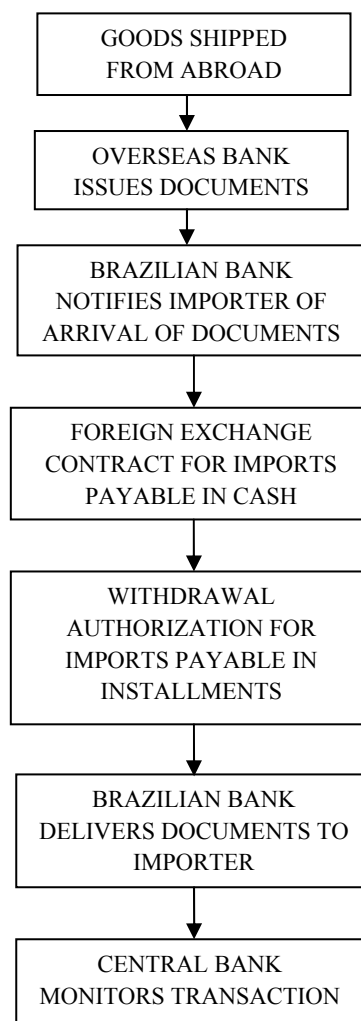 GOODS SHIPPED
FROM ABROAD
OVERSEAS BANK
ISSUES DOCUMENTS
BRAZILIAN BANK
NOTIFIES IMPORTER OF
ARRIVAL OF DOCUMENTS
FOREIGN EXCHANGE
CONTRACT FOR IMPORTS
PAYABLE IN CASH
WITHDRAWAL
AUTHORIZATION FOR
IMPORTS PAYABLE IN
INSTALLMENTS
BRAZILIAN BANK
DELIVERS DOCUMENTS TO
IMPORTER
CENTRAL BANK
MONITORS TRANSACTION